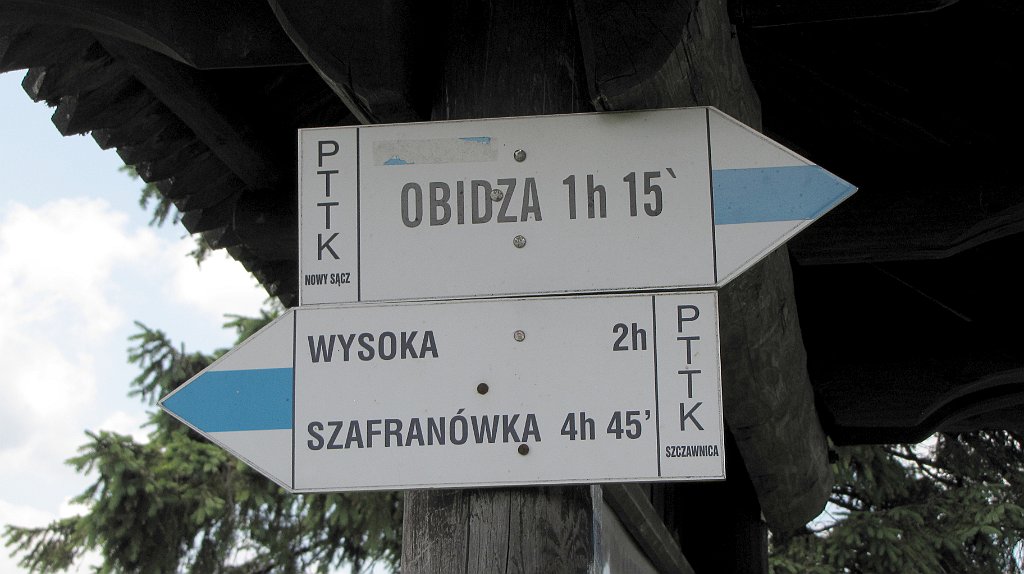 PTTK
NOWY SĄCZ
OBIDZA 1h 15`
WYSOKA 2h
SZAFRANÓWKA 4h 45'
PTTK
SZCZAWNICA